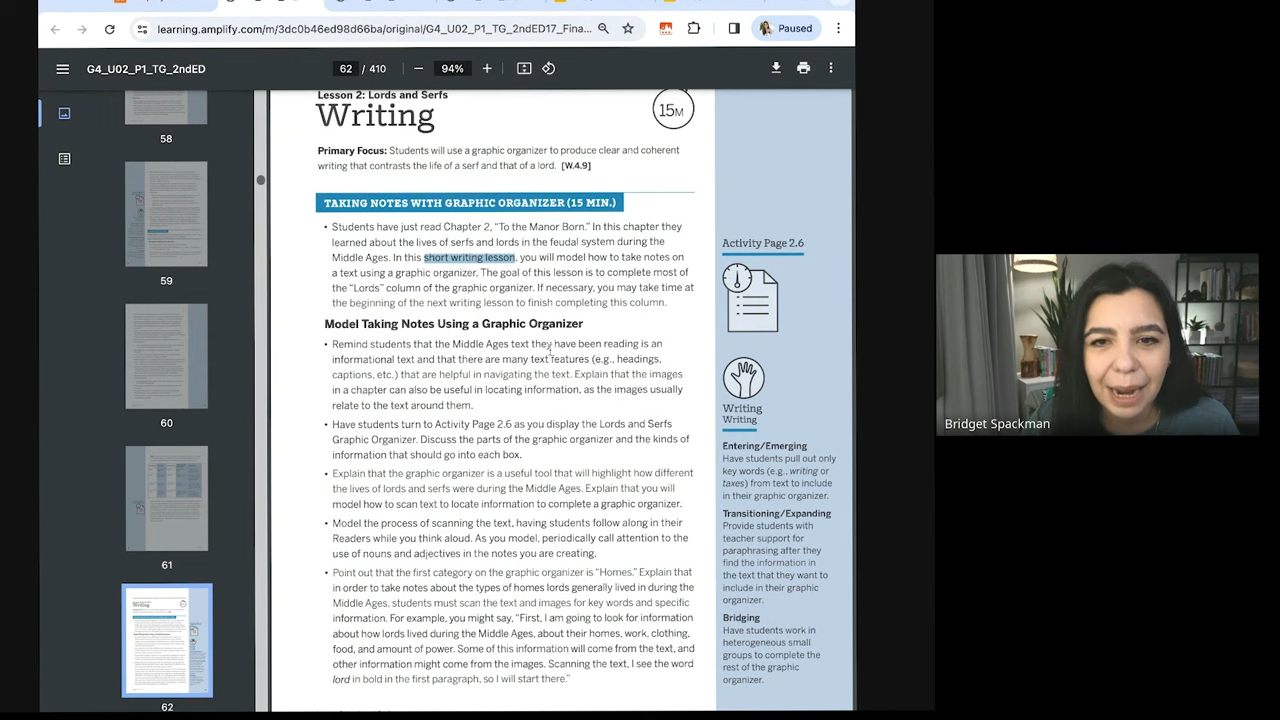 learning.amplify.com/m/3dc0b46ed98d66ba/original/G4_U02_P1_TG_2ndED17_Fina...
Paused
G4_U02_P1_TG_2ndED
62 / 410
94%
58
59
60
61
62
Lesson 2: Lords and Serfs
Writing
15M
Primary Focus: Students will use a graphic organizer to produce clear and coherent
writing that contrasts the life of a serf and that of a lord. [W.4.9]
TAKING NOTES WITH GRAPHIC ORGANIZER (15 MIN.)
• Students have just read Chapter 2, “To the Manor Born.” In this chapter they
learned about the lives of serfs and lords in the feudal system during the
Middle Ages. In this short writing lesson, you will model how to take notes on
a text using a graphic organizer. The goal of this lesson is to complete most of
the “Lords” column of the graphic organizer. If necessary, you may take time at
the beginning of the next writing lesson to finish completing this column.
Model Taking Notes Using a Graphic Organizer
• Remind students that the Middle Ages text they have been reading is an
informational text and that there are many text features (e.g., headings,
captions, etc.) that are helpful in navigating the text. Explain that the images
in a chapter can also be useful in locating information, as the images usually
relate to the text around them.
• Have students turn to Activity Page 2.6 as you display the Lords and Serfs
Graphic Organizer. Discuss the parts of the graphic organizer and the kinds of
information that should go into each box.
• Explain that the graphic organizer is a useful tool that will highlight how different
the lives of lords and serfs were during the Middle Ages. Explain that you will
model how to scan text to locate information to complete a graphic organizer.
• Model the process of scanning the text, having students follow along in their
Readers while you think aloud. As you model, periodically call attention to the
use of nouns and adjectives in the notes you are creating.
• Point out that the first category on the graphic organizer is “Homes.” Explain that
in order to take notes about the types of homes lords generally lived in during the
Middle Ages, students must scan the text and images for key words and specific
information. For example, you might say, “First, I am going to look for information
about how lords lived during the Middle Ages, about their homes, work, clothing,
food, and amount of power. Some of this information will come from the text, and
other information might come from the images. Scanning the text, I see the word
lord in bold in the first paragraph, so I will start there.”
Activity Page 2.6
Writing
Writing
Entering/Emerging
Have students pull out only
key words (e.g., writing or
taxes) from text to include
in their graphic organizer.
Transitioning/Expanding
Provide students with
teacher support for
paraphrasing after they
find the information in
the text that they want to
include in their graphic
organizer.
Bridging
Have students work in
heterogeneous small
groups to complete the
rest of the graphic
organizer.
Bridget Spackman